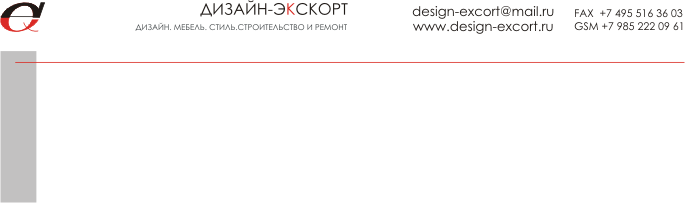 ДИЗАЙН-ЭКСКОРТ
ДИЗАЙН. МЕБЕЛЬ. СТИЛЬ.СТРОИТЕЛЬСТВО И РЕМОНТ
design-excort@mail.ru
www.design-excort.ru
FAX +7 495 516 36 03
GSM +7 985 222 09 61